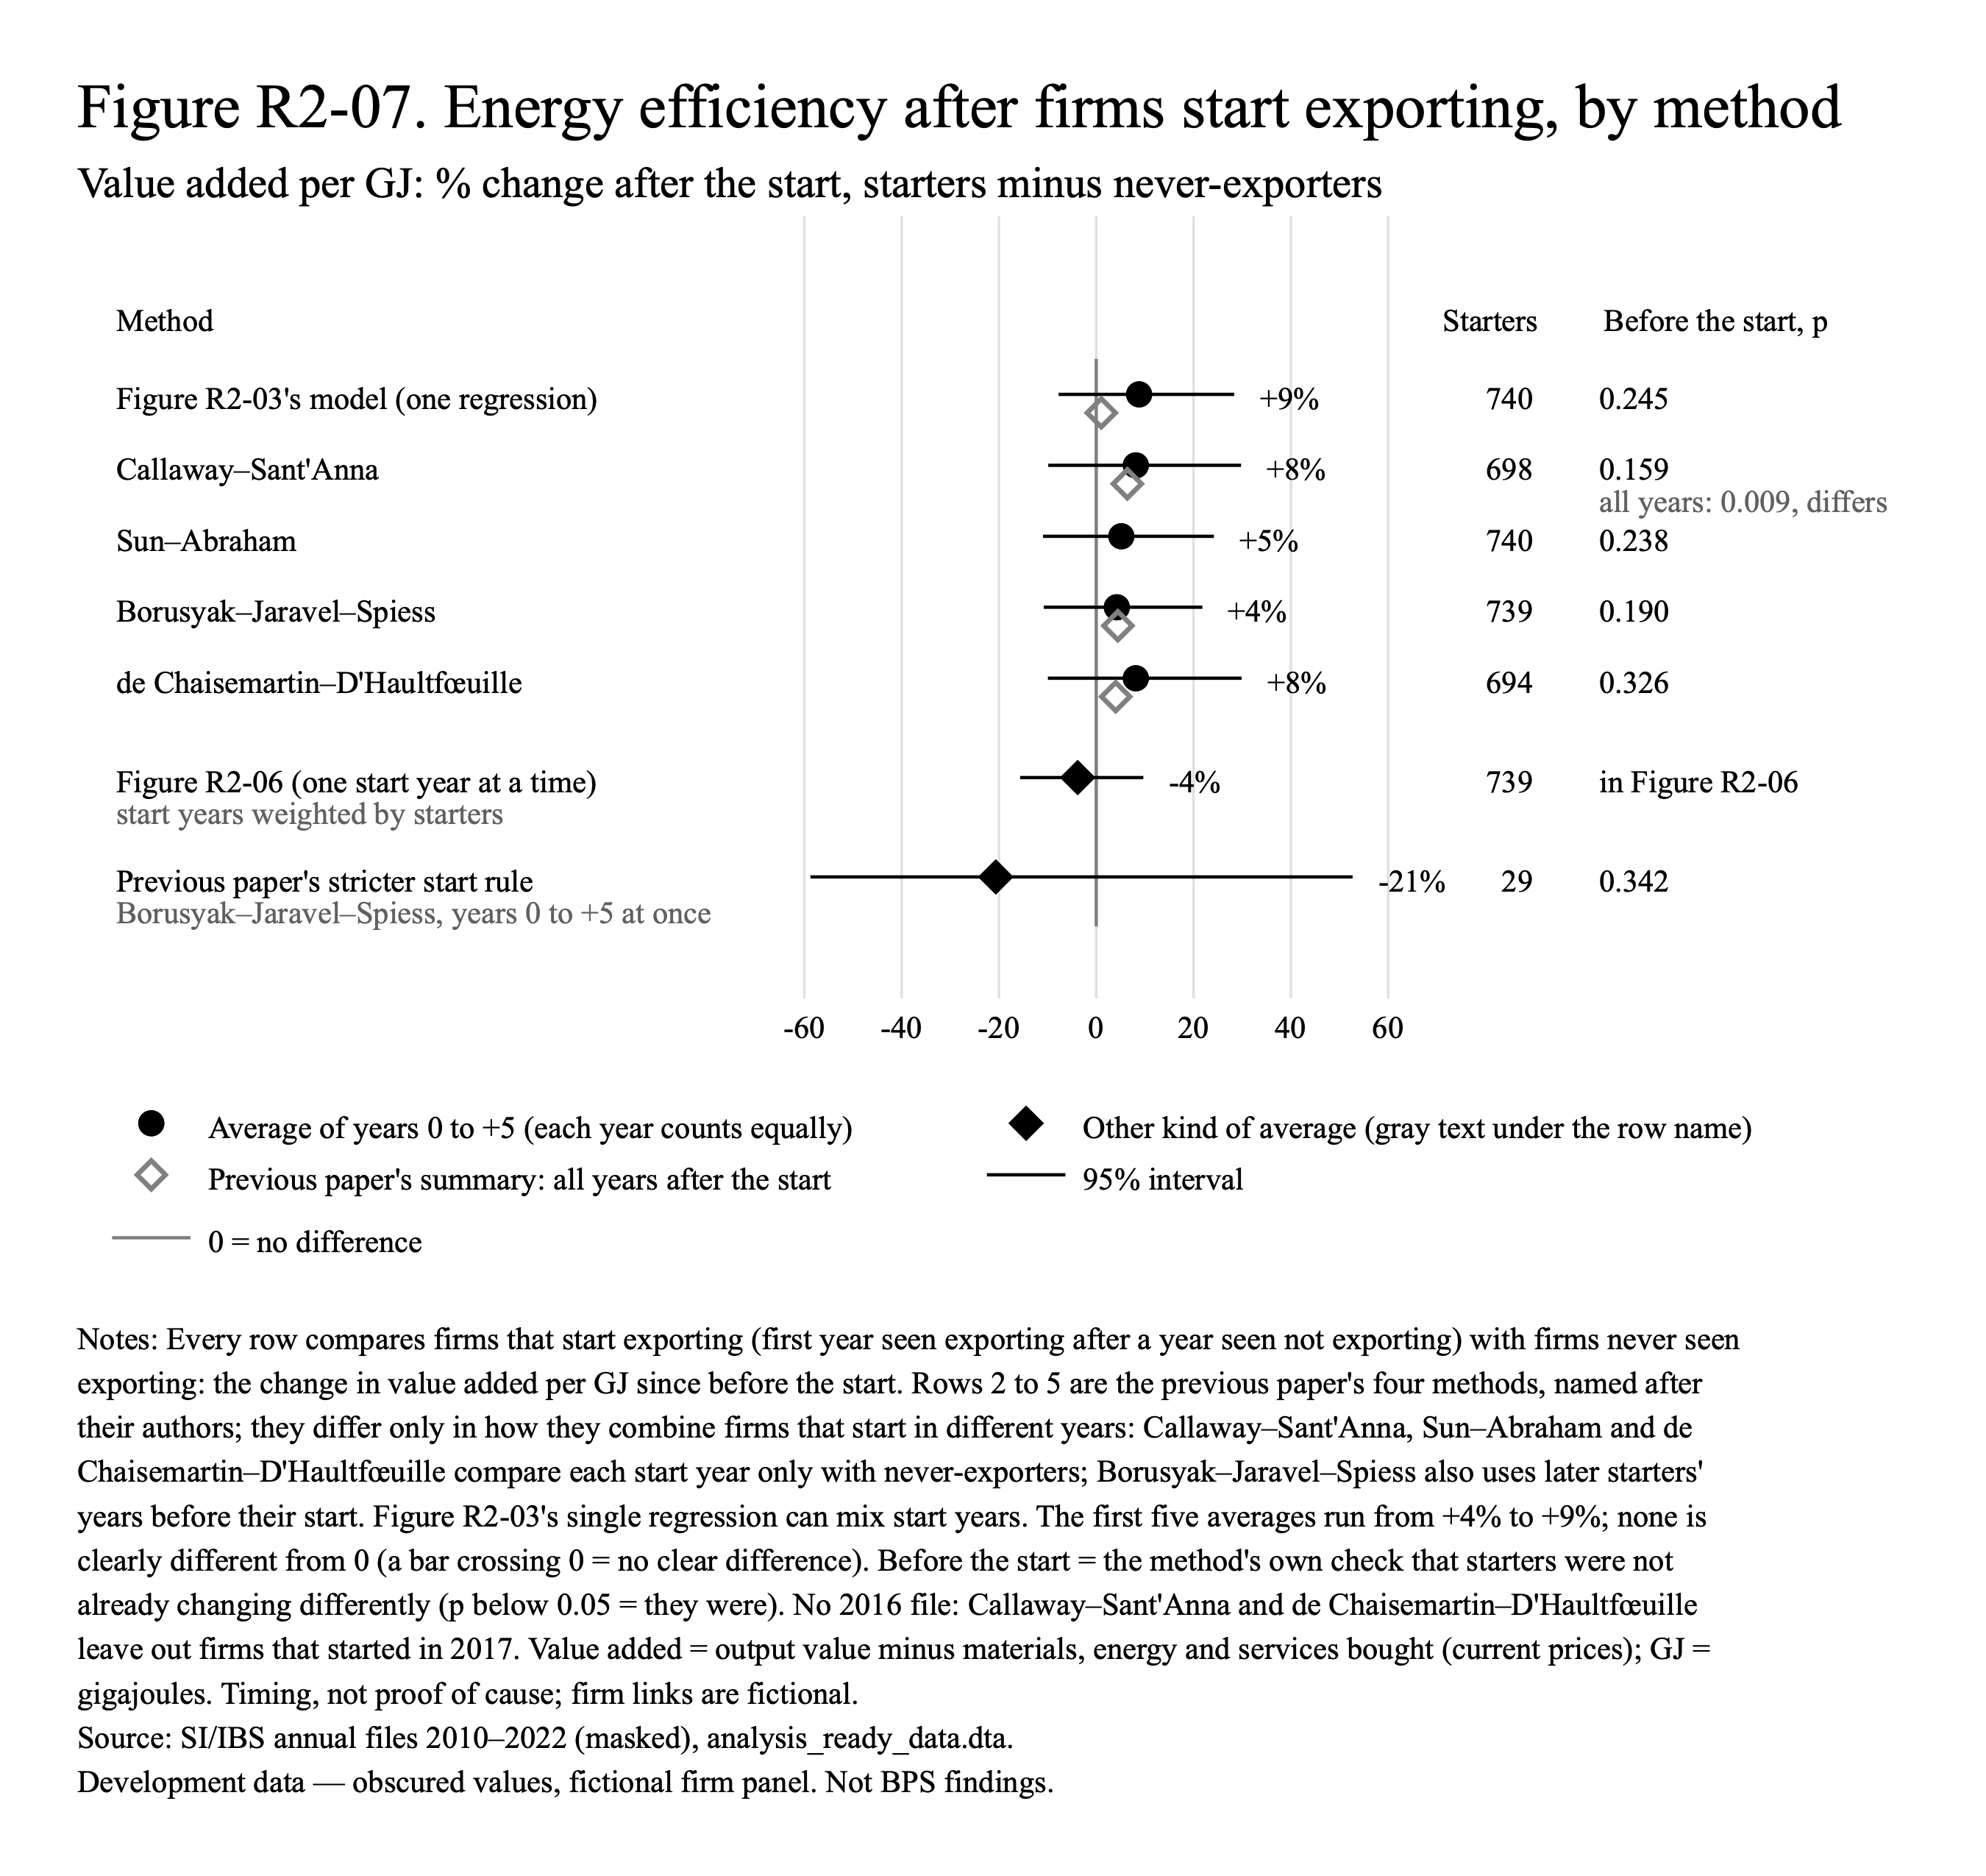 Figure R2-07. Energy efficiency after firms start exporting, by method
Value added per GJ: % change after the start, starters minus never-exporters
Method Starters Before the start, p
Figure R2-03's model (one regression) +9% 740 0.245
Callaway–Sant'Anna +8% 698 0.159
all years: 0.009, differs
Sun–Abraham +5% 740 0.238
Borusyak–Jaravel–Spiess +4% 739 0.190
de Chaisemartin–D'Haultfœuille +8% 694 0.326
Figure R2-06 (one start year at a time) -4% 739 in Figure R2-06
start years weighted by starters
Previous paper's stricter start rule -21% 29 0.342
Borusyak–Jaravel–Spiess, years 0 to +5 at once
-60 -40 -20 0 20 40 60
Average of years 0 to +5 (each year counts equally) Other kind of average (gray text under the row name)
Previous paper's summary: all years after the start 95% interval
0 = no difference
Notes: Every row compares firms that start exporting (first year seen exporting after a year seen not exporting) with firms never seen
exporting: the change in value added per GJ since before the start. Rows 2 to 5 are the previous paper's four methods, named after
their authors; they differ only in how they combine firms that start in different years: Callaway–Sant'Anna, Sun–Abraham and de
Chaisemartin–D'Haultfœuille compare each start year only with never-exporters; Borusyak–Jaravel–Spiess also uses later starters'
years before their start. Figure R2-03's single regression can mix start years. The first five averages run from +4% to +9%; none is
clearly different from 0 (a bar crossing 0 = no clear difference). Before the start = the method's own check that starters were not
already changing differently (p below 0.05 = they were). No 2016 file: Callaway–Sant'Anna and de Chaisemartin–D'Haultfœuille
leave out firms that started in 2017. Value added = output value minus materials, energy and services bought (current prices); GJ =
gigajoules. Timing, not proof of cause; firm links are fictional.
Source: SI/IBS annual files 2010–2022 (masked), analysis_ready_data.dta.
Development data — obscured values, fictional firm panel. Not BPS findings.